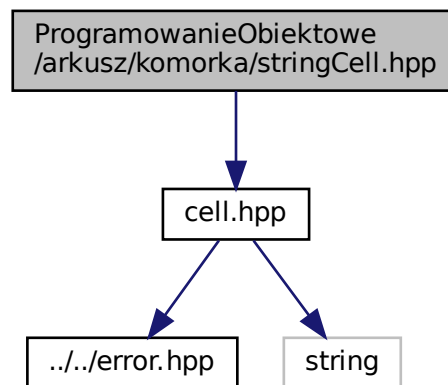 ProgramowanieObiektowe
/arkusz/komorka/stringCell.hpp
cell.hpp
../../error.hpp
string